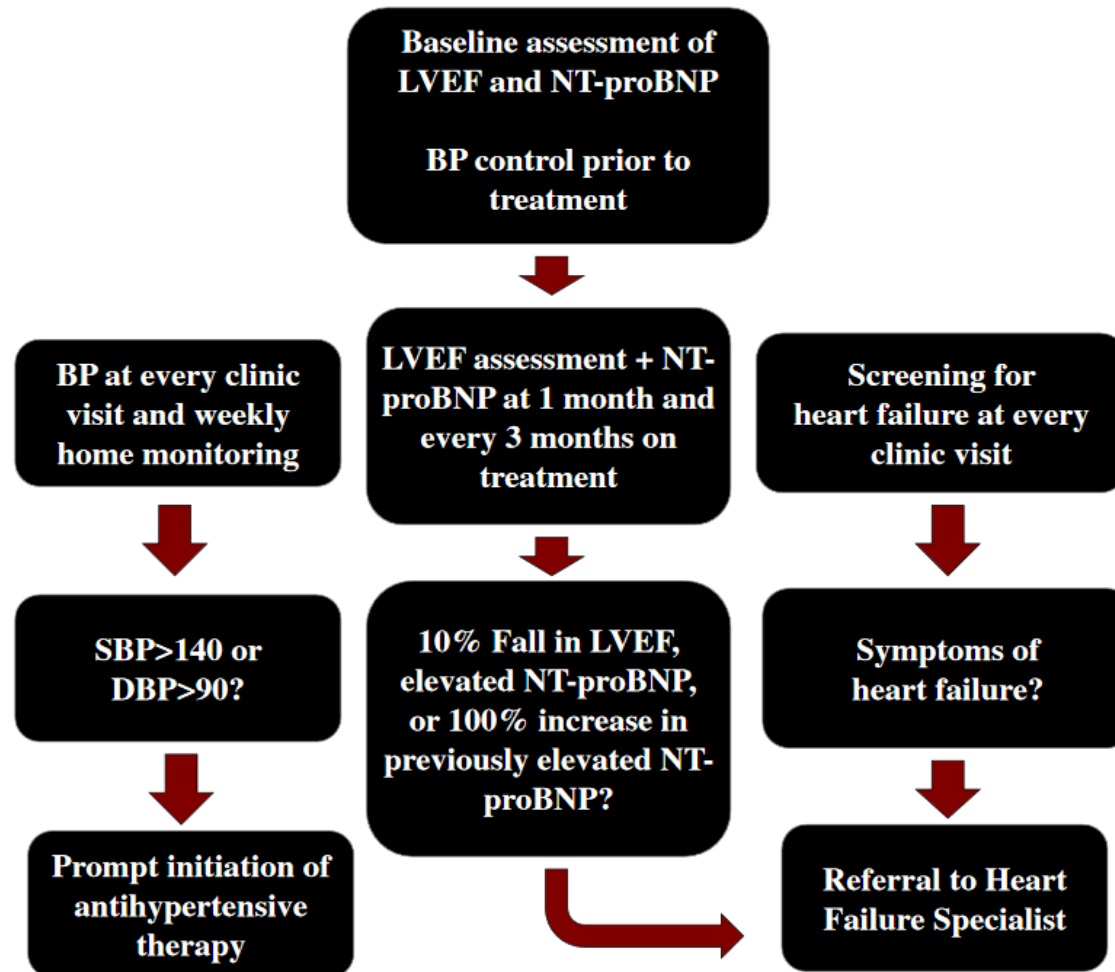 Baseline assessment of
LVEF and NT-proBNP
BP control prior to
treatment
BP at every clinic
visit and weekly
home monitoring
LVEF assessment + NT-
proBNP at 1 month and
every 3 months on
treatment
Screening for
heart failure at every
clinic visit
SBP>140 or
DBP>90?
10% Fall in LVEF,
elevated NT-proBNP,
or 100% increase in
previously elevated NT-
proBNP?
Symptoms of
heart failure?
Prompt initiation of
antihypertensive
therapy
Referral to Heart
Failure Specialist